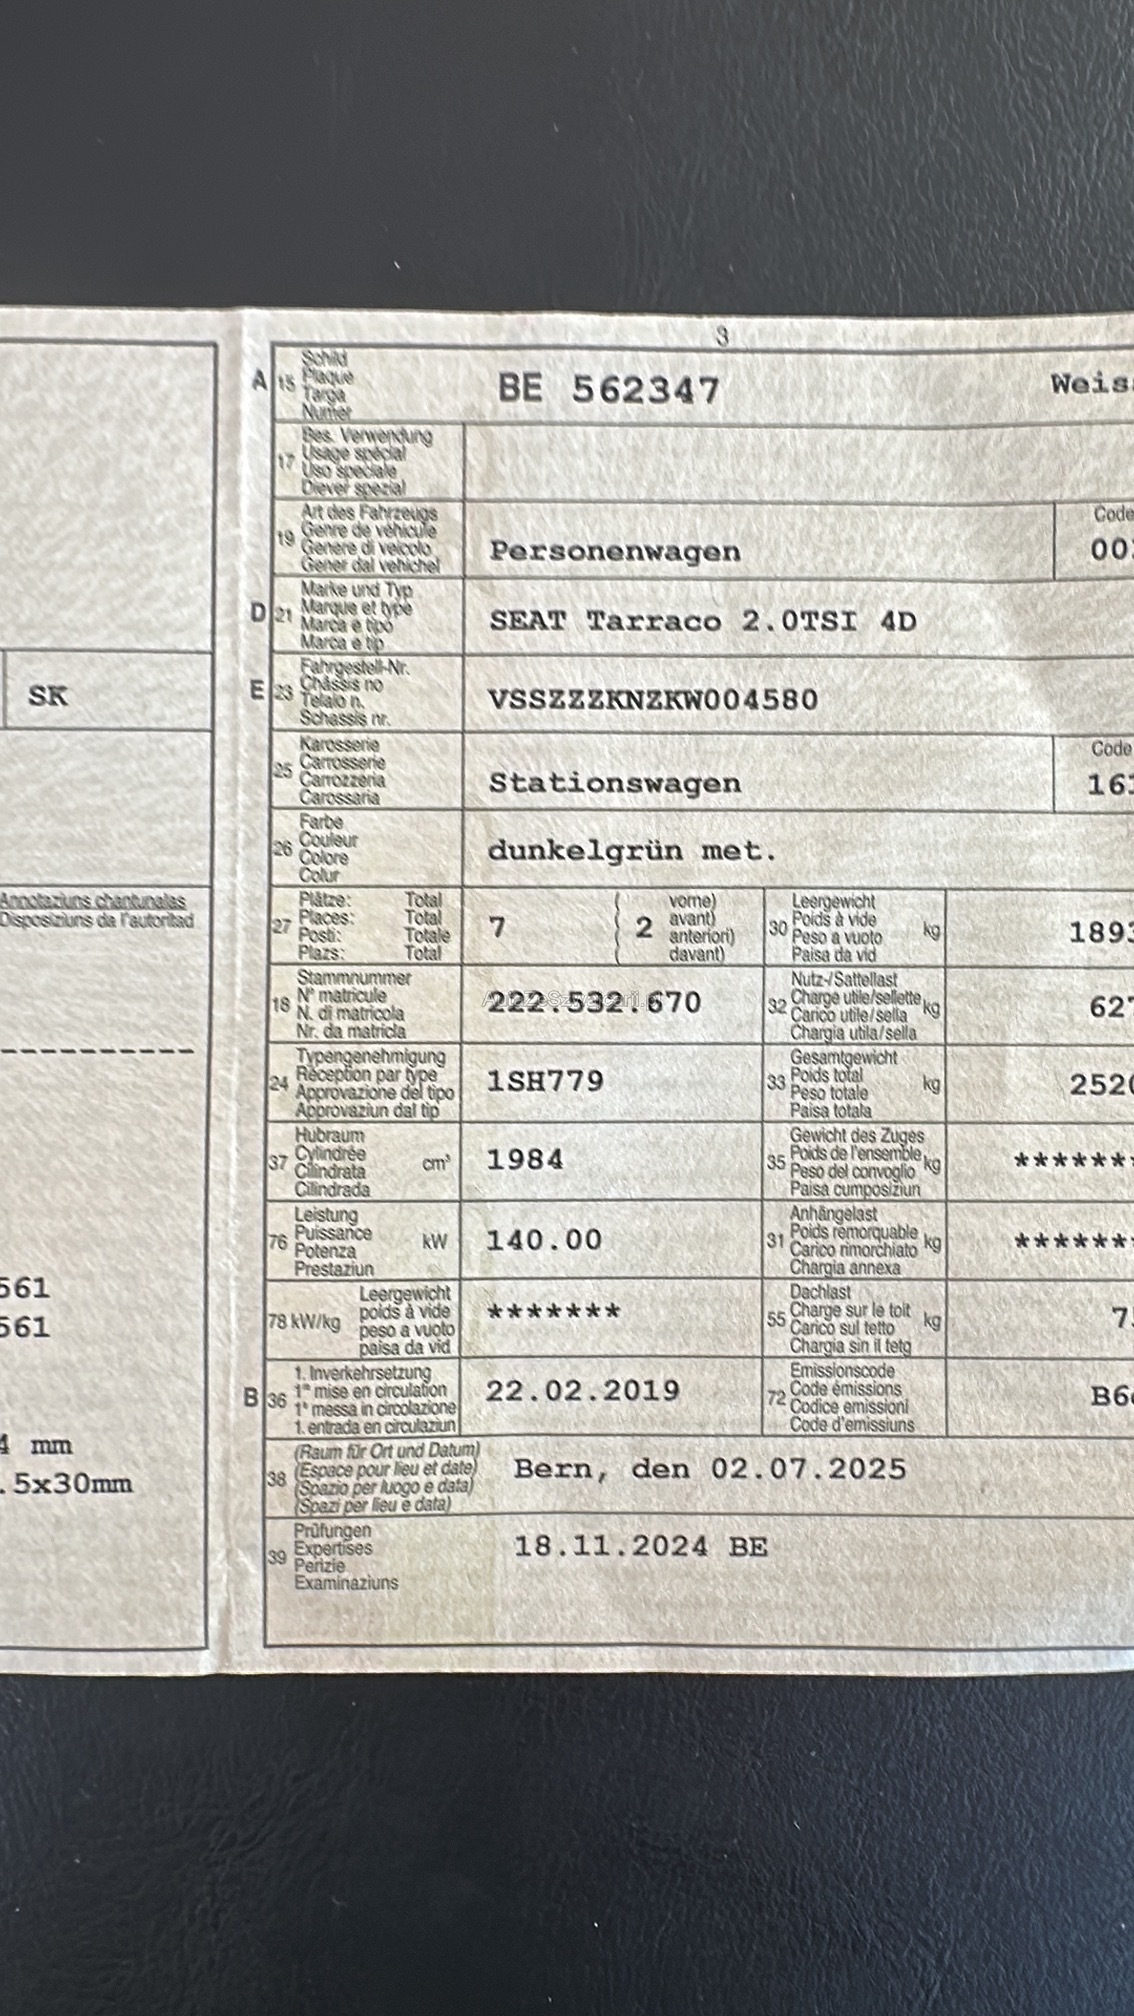 3
A 15 Schild
Plaque
Targa
Numer
BE 562347
17 Bes. Verwendung
Usage spécial
Uso speciale
Diever spezial
19 Art des Fahrzeugs
Genre de véhicule
Genere di veicolo
Gener dal vehichel
Personenwagen
Code
D 21 Marke und Typ
Marque et type
Marca e tipo
Marca e tip
SEAT Tarraco 2.0TSI 4D
E 23 Fahrgestell-Nr.
Châssis no
Telaio n.
Schassis nr.
VSSZZZKNZKW004580
SK
25 Karosserie
Carrosserie
Carrozzeria
Carossaria
Stationswagen
Code
26 Farbe
Couleur
Colore
Colur
dunkelgrün met.
Annotaziuns chantunalas
Disposiziuns da l'autoritad
27 Plätze: Total
Places: Total
Posti: Totale
Plazs: Total
7
( 2 vorne)
avant)
anteriori)
davant)
30 Leergewicht
Poids à vide
Peso a vuoto
Paisa da vid
kg
1893
18 Stammnummer
N° matricule
N. di matricola
Nr. da matricla
222.532.670
32 Nutz-/Sattellast
Charge utile/sellette
Carico utile/sella
Chargia utila/sella
kg
627
24 Typengenehmigung
Réception par type
Approvazione del tipo
Approvaziun dal tip
1SH779
33 Gesamtgewicht
Poids total
Peso totale
Paisa totala
kg
2520
37 Hubraum
Cylindrée
Cilindrata
Cilindrada
cm³
1984
35 Gewicht des Zuges
Poids de l'ensemble
Peso del convoglio
Paisa cumposiziun
kg
*******
76 Leistung
Puissance
Potenza
Prestaziun
kW
140.00
31 Anhängelast
Poids remorquable
Carico rimorchiato
Chargia annexa
kg
*******
561
561
78 kW/kg Leergewicht
poids à vide
peso a vuoto
paisa da vid
*******
55 Dachlast
Charge sur le toit
Carico sul tetto
Chargia sin il tetg
kg
B 36 1. Inverkehrsetzung
1re mise en circulation
1a messa in circolazione
1. entrada en circulaziun
22.02.2019
72 Emissionscode
Code émissions
Codice emissioni
Code d'emissiuns
4 mm
.5x30mm
38 (Raum für Ort und Datum)
(Espace pour lieu et date)
(Spazio per luogo e data)
(Spazi per lieu e data)
Bern, den 02.07.2025
39 Prüfungen
Expertises
Perizie
Examinaziuns
18.11.2024 BE